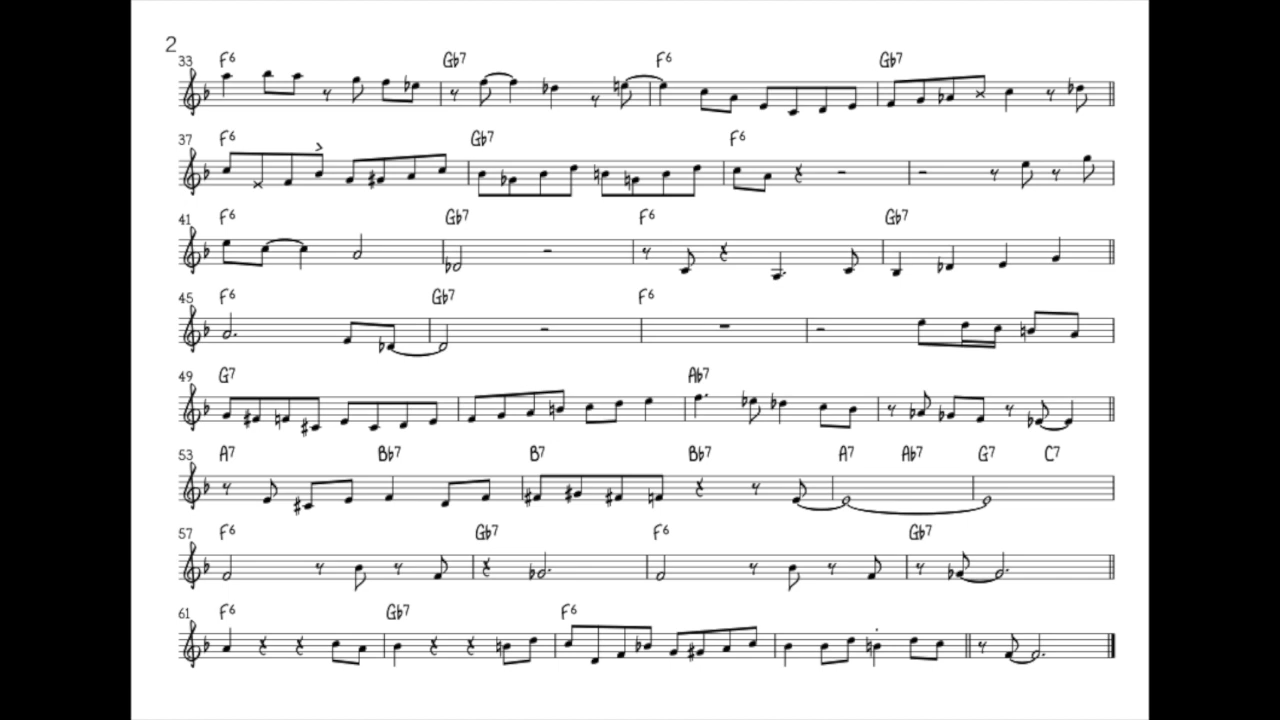 2
33 F6 Gb7 F6 Gb7
37 F6 Gb7 F6
41 F6 Gb7 F6 Gb7
45 F6 Gb7 F6
49 G7 Ab7
53 A7 Bb7 B7 Bb7 A7 Ab7 G7 C7
57 F6 Gb7 F6 Gb7
61 F6 Gb7 F6